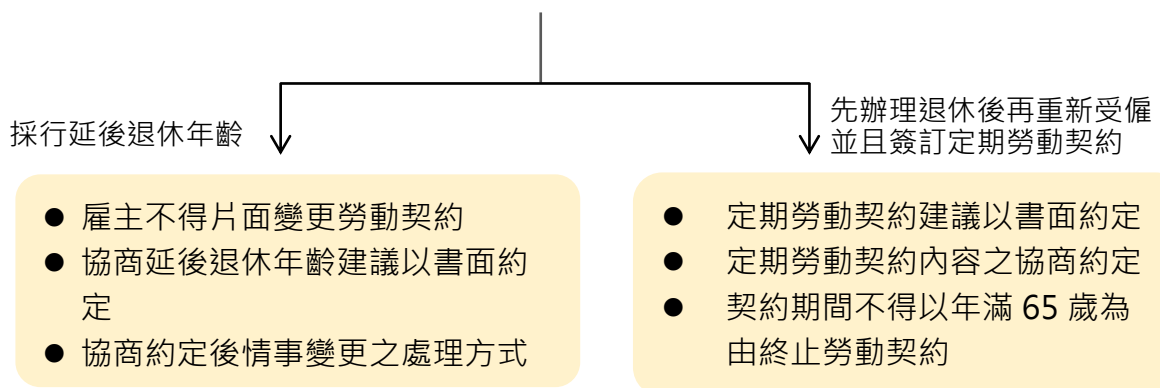 採行延後退休年齡
先辦理退休後再重新受僱
並且簽訂定期勞動契約
● 雇主不得片面變更勞動契約
● 協商延後退休年齡建議以書面約
定
● 協商約定後情事變更之處理方式
● 定期勞動契約建議以書面約定
● 定期勞動契約內容之協商約定
● 契約期間不得以年滿 65 歲為
由終止勞動契約